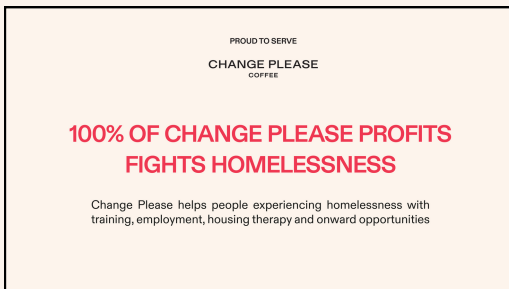 PROUD TO SERVE
CHANGE PLEASE
COFFEE
100% OF CHANGE PLEASE PROFITS
FIGHTS HOMELESSNESS
Change Please helps people experiencing homelessness with
training, employment, housing therapy and onward opportunities